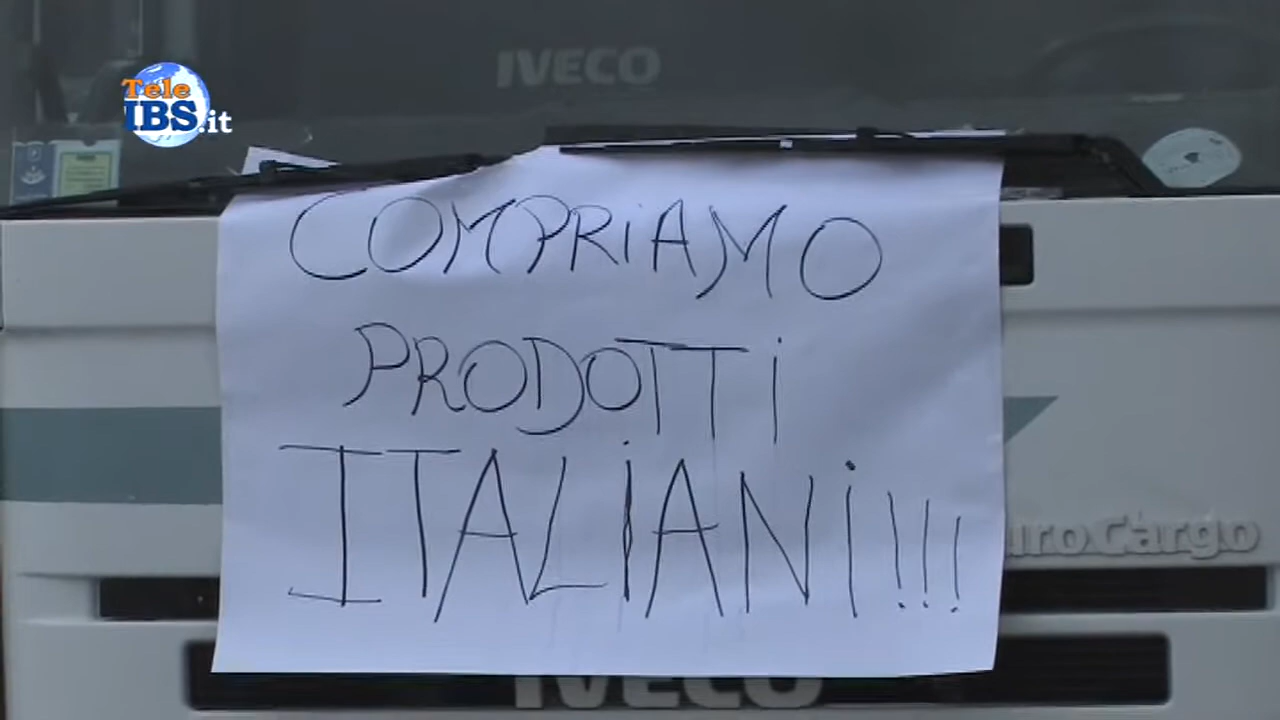 IVECO
Tele
IBS.it
COMPRiAMO
PRODOTTi
ITALiANi!!!
uroCargo
IVECO